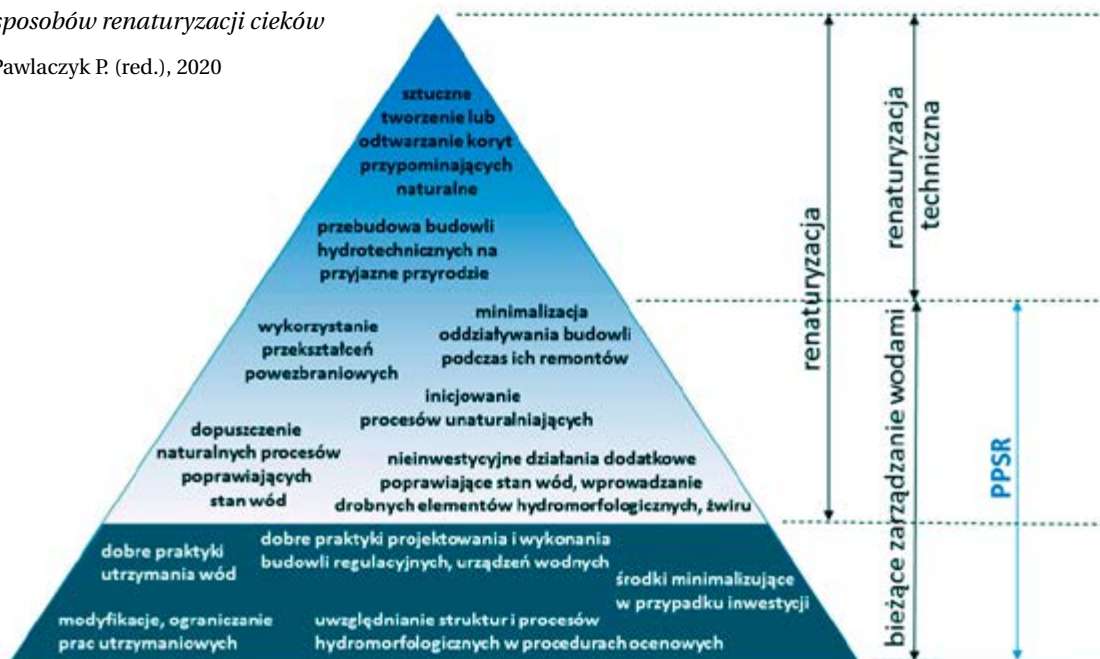 sposobów renaturyzacji cieków
Pawlaczyk P. (red.), 2020
sztuczne
tworzenie lub
odtwarzanie koryt
przypominających
naturalne
przebudowa budowli
hydrotechnicznych na
przyjazne przyrodzie
wykorzystanie
przekształceń
powezbraniowych
minimalizacja
oddziaływania budowli
podczas ich remontów
inicjowanie
procesów unaturalniających
dopuszczenie
naturalnych procesów
poprawiających
stan wód
nieinwestycyjne działania dodatkowe
poprawiające stan wód, wprowadzanie
drobnych elementów hydromorfologicznych, żwiru
dobre praktyki
utrzymania wód
dobre praktyki projektowania i wykonania
budowli regulacyjnych, urządzeń wodnych
środki minimalizujące
w przypadku inwestycji
modyfikacje, ograniczanie
prac utrzymaniowych
uwzględnianie struktur i procesów
hydromorfologicznych w procedurach ocenowych
renaturyzacja
renaturyzacja
techniczna
bieżące zarządzanie wodami
PPSR